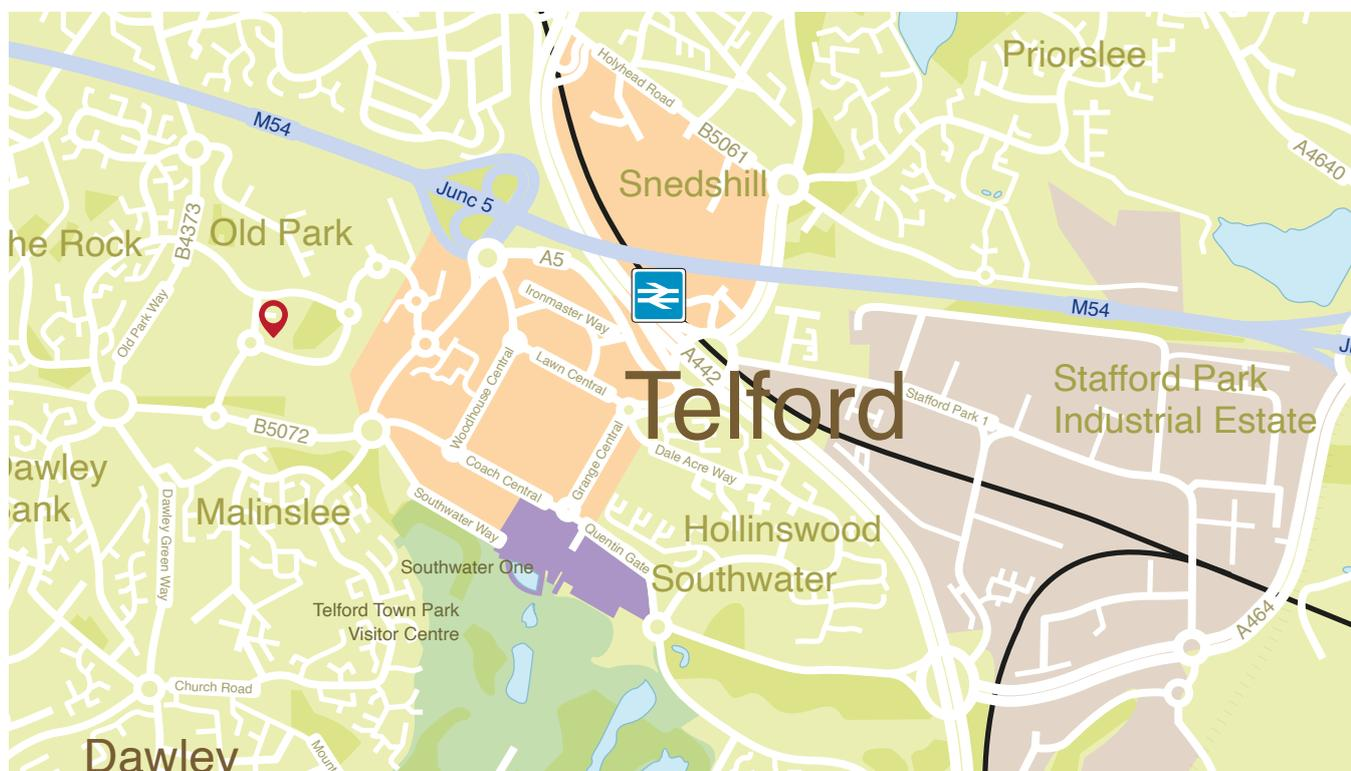 Priorslee
Holyhead Road
M54
B5061
A4640
Junc 5
Snedshill
B4373
Old Park
he Rock
A5
Ironmaster Way
M54
Old Park Way
A442
Lawn Central
Woodhouse Central
Telford
Stafford Park
Industrial Estate
Stafford Park 1
B5072
Grange Central
Dale Acre Way
Coach Central
Dawley
ank
Southwater Way
Malinslee
Dawley Green Way
Hollinswood
Quentin Gate
Southwater One
Southwater
Telford Town Park
Visitor Centre
A464
Church Road
Dawley
Moun